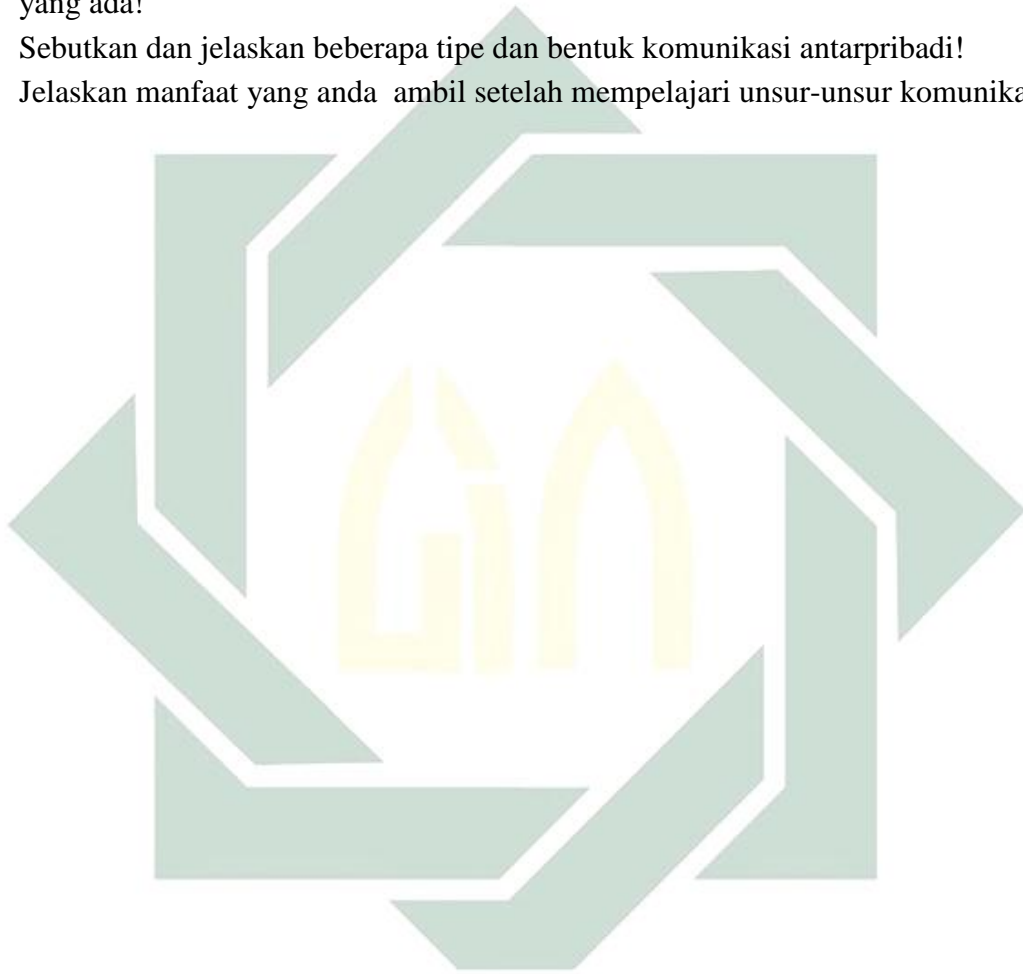 yang ada!
Sebutkan dan jelaskan beberapa tipe dan bentuk komunikasi antarpribadi!
Jelaskan manfaat yang anda ambil setelah mempelajari unsur-unsur